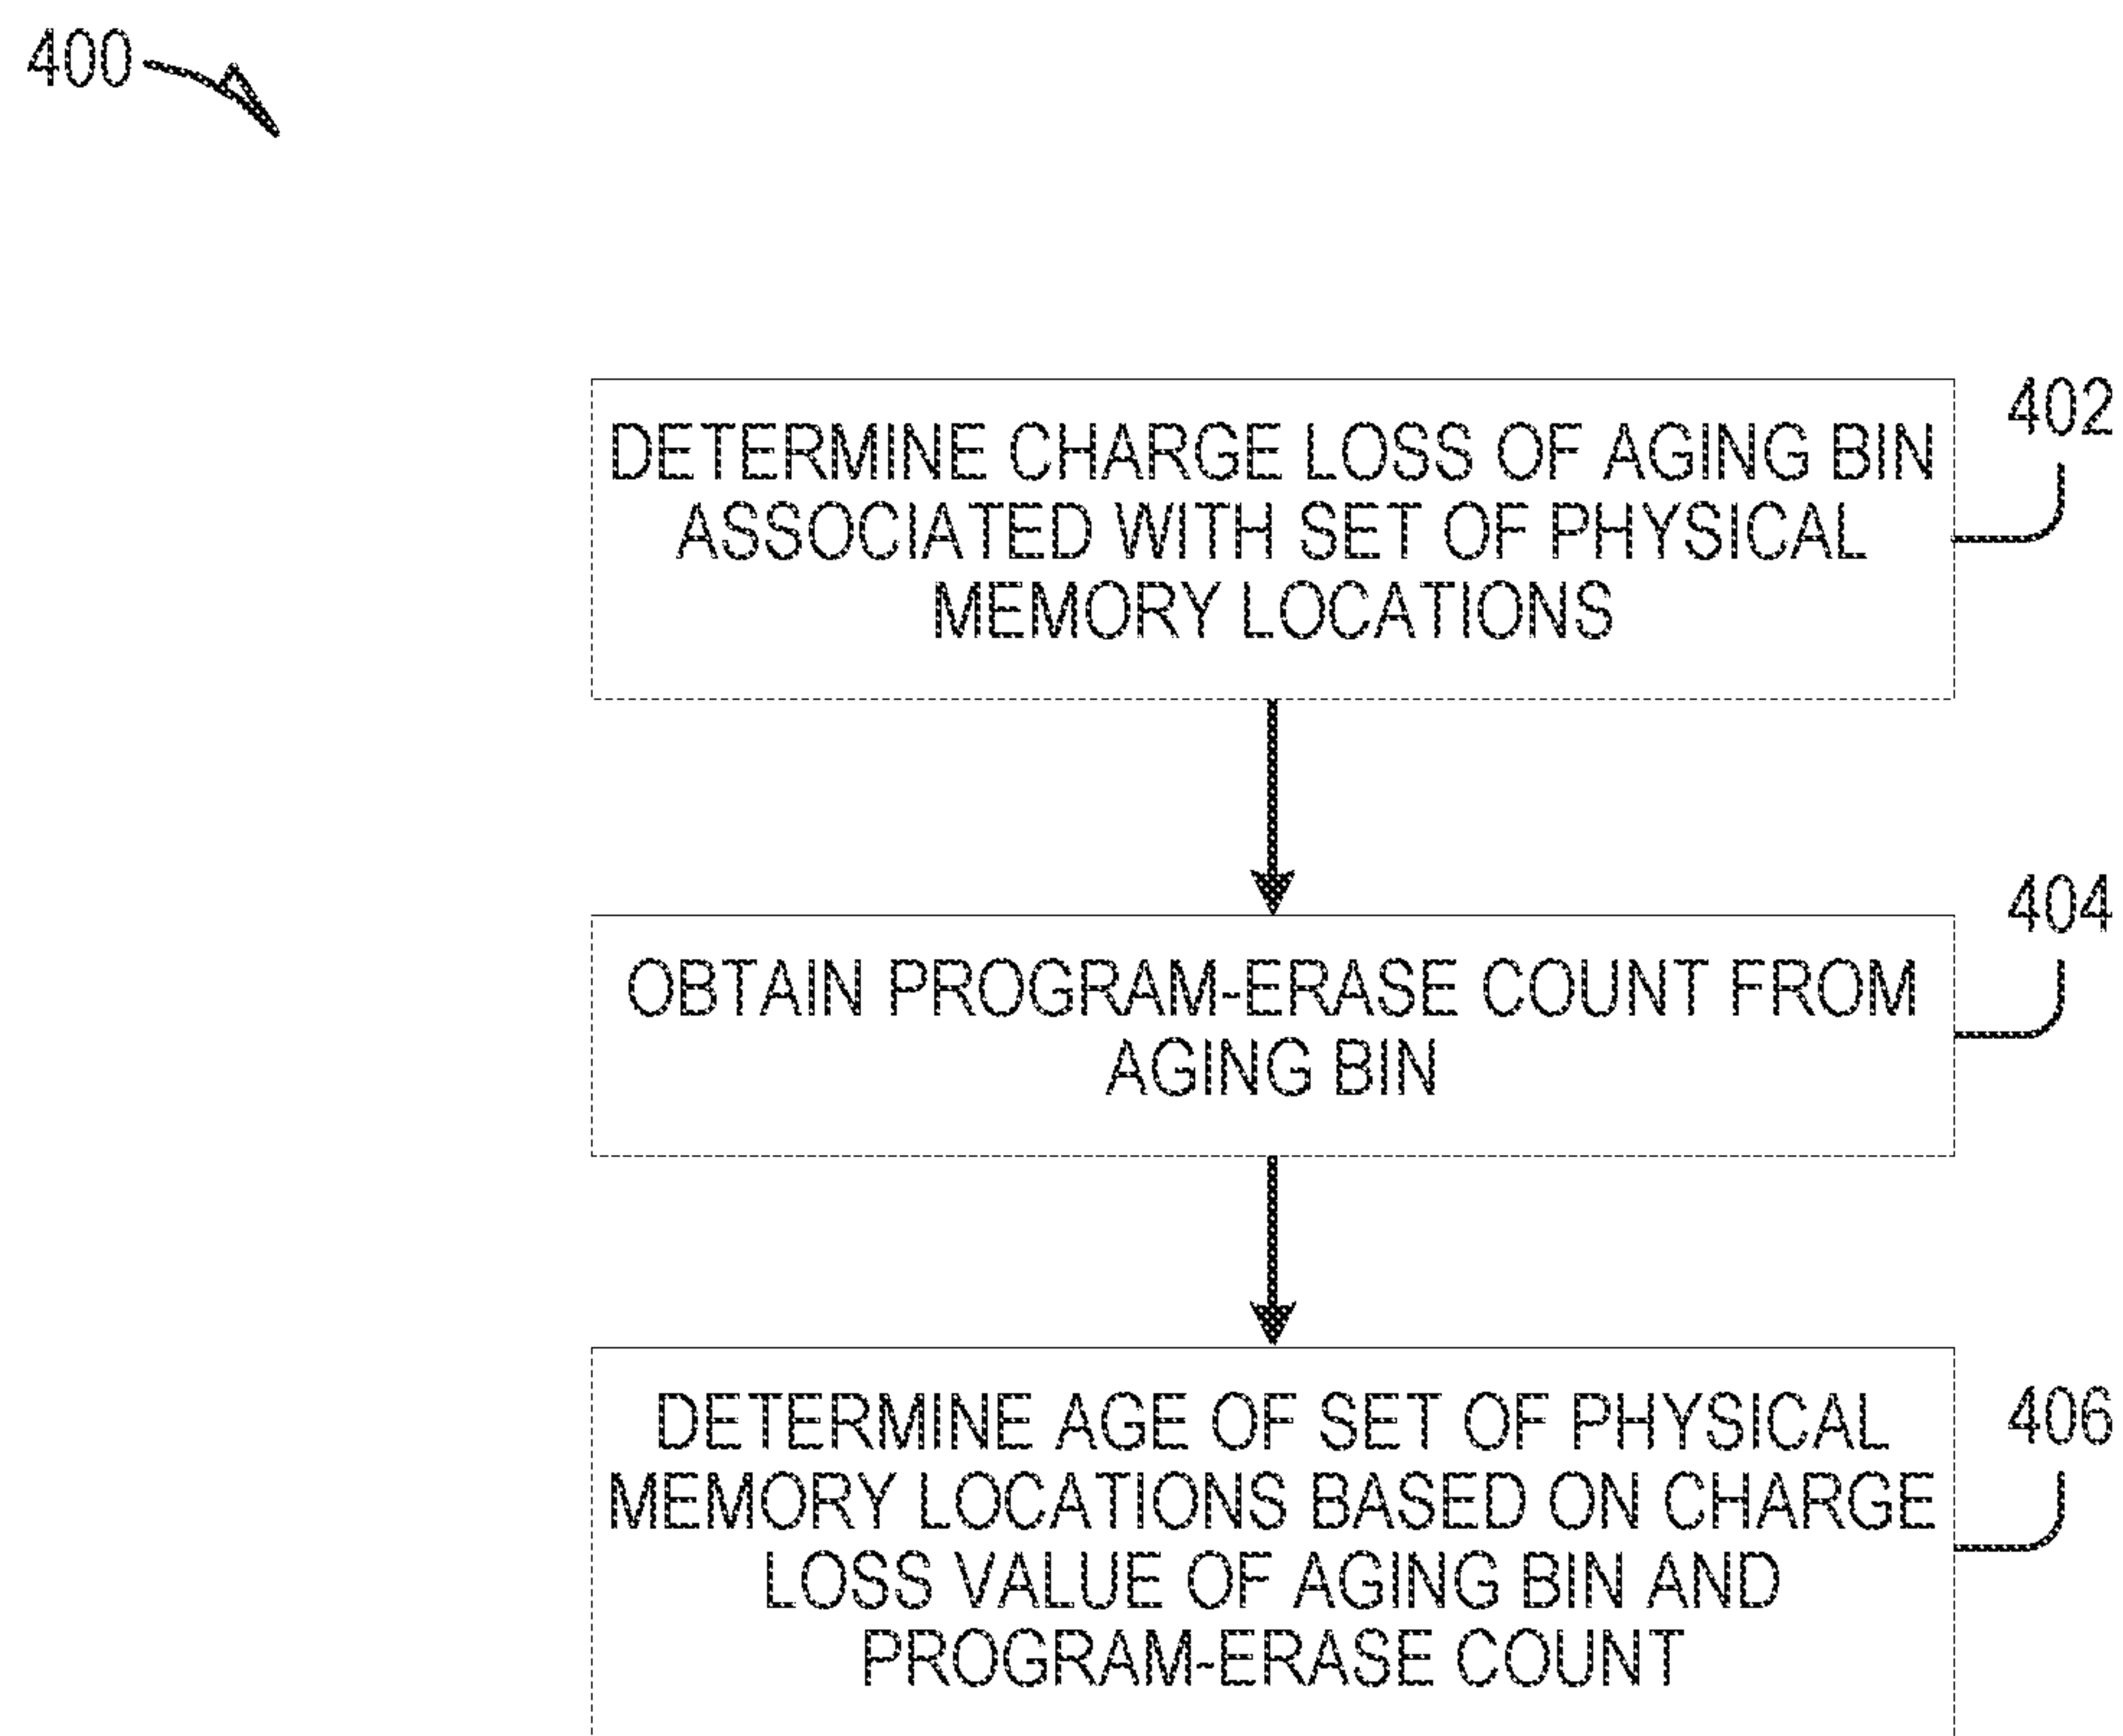 400
402
DETERMINE CHARGE LOSS OF AGING BIN
ASSOCIATED WITH SET OF PHYSICAL
MEMORY LOCATIONS
404
OBTAIN PROGRAM-ERASE COUNT FROM
AGING BIN
406
DETERMINE AGE OF SET OF PHYSICAL
MEMORY LOCATIONS BASED ON CHARGE
LOSS VALUE OF AGING BIN AND
PROGRAM-ERASE COUNT